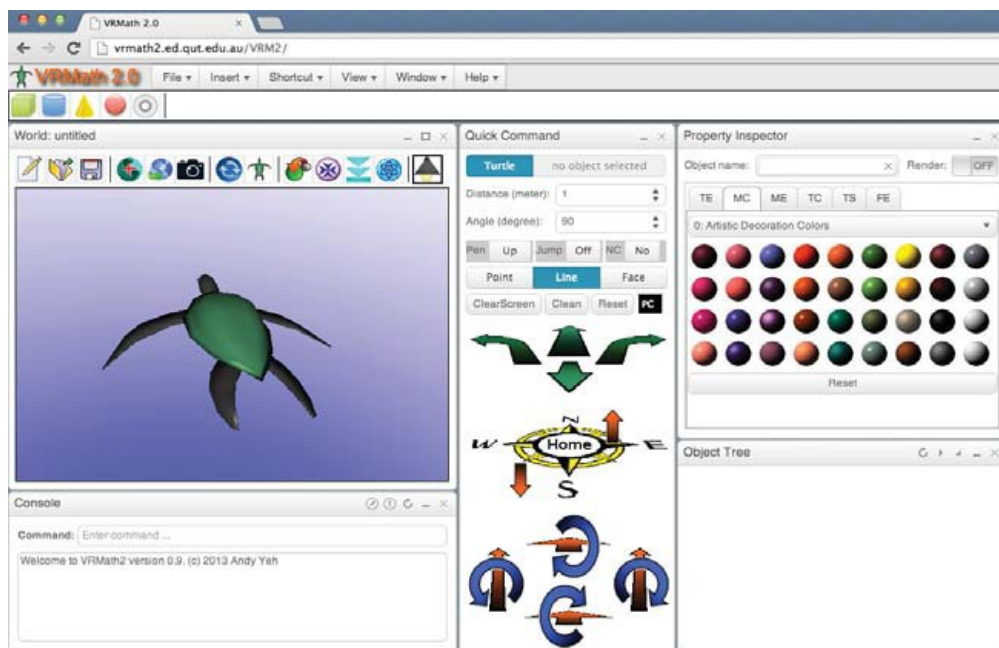 VRMath 2.0
vrmath2.ed.qut.edu.au/VRM2/
VRMath 2.0 File Insert Shortcut View Window Help
World: untitled
Console
Command: Enter command ...
Welcome to VRMath2 version 0.9. (c) 2013 Andy Yeh
Quick Command
Turtle no object selected
Distance (meter): 1
Angle (degree): 90
Pen Up Jump Off NC No
Point Line Face
ClearScreen Clean Reset PC
N
W Home E
S
Property Inspector
Object name: Render: OFF
TE MC ME TC TS FE
0: Artistic Decoration Colors
Reset
Object Tree